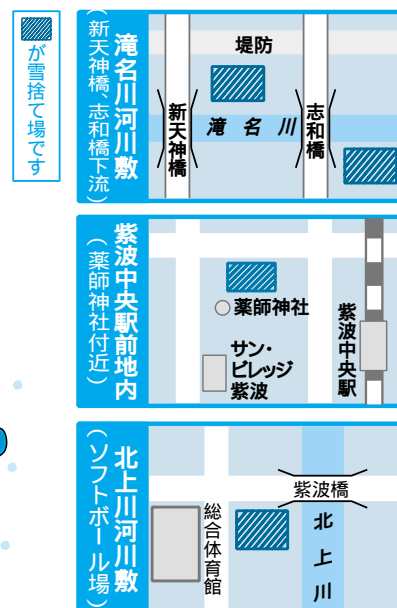 が雪捨て場です
滝名川河川敷
（新天神橋、志和橋下流）
堤防
新天神橋
滝名川
志和橋
紫波中央駅前地内
（薬師神社付近）
薬師神社
サン・
ビレッジ
紫波
紫波中央駅
北上川河川敷
（ソフトボール場）
総合体育館
紫波橋
北上川